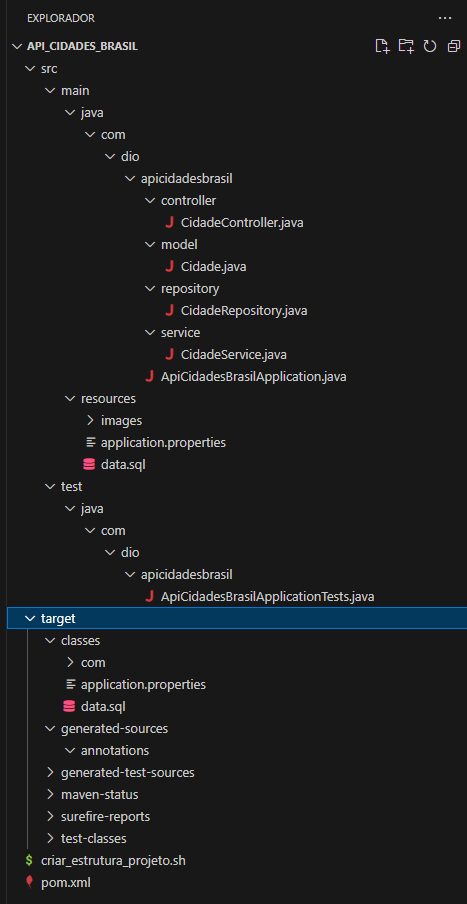 EXPLORADOR
API_CIDADES_BRASIL
src
main
java
com
dio
apicidadesbrasil
controller
CidadeController.java
model
Cidade.java
repository
CidadeRepository.java
service
CidadeService.java
ApiCidadesBrasilApplication.java
resources
images
application.properties
data.sql
test
java
com
dio
apicidadesbrasil
ApiCidadesBrasilApplicationTests.java
target
classes
com
application.properties
data.sql
generated-sources
annotations
generated-test-sources
maven-status
surefire-reports
test-classes
criar_estrutura_projeto.sh
pom.xml